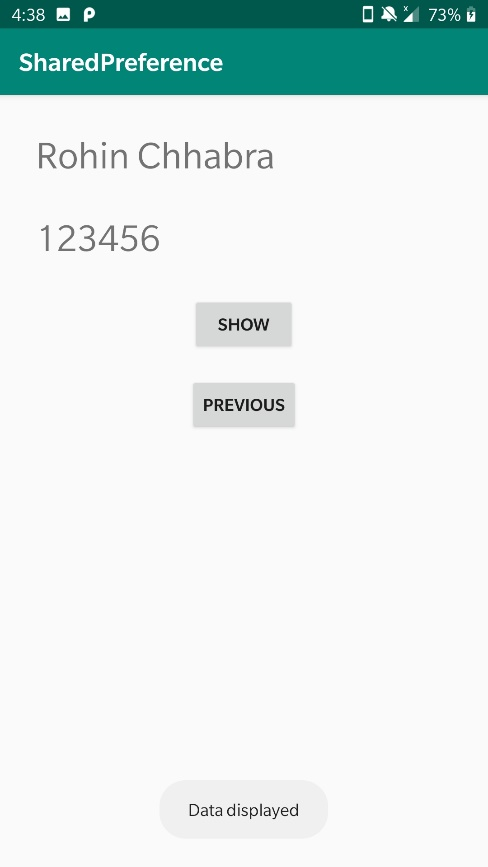 4:38 73%
SharedPreference
Rohin Chhabra
123456
SHOW
PREVIOUS
Data displayed